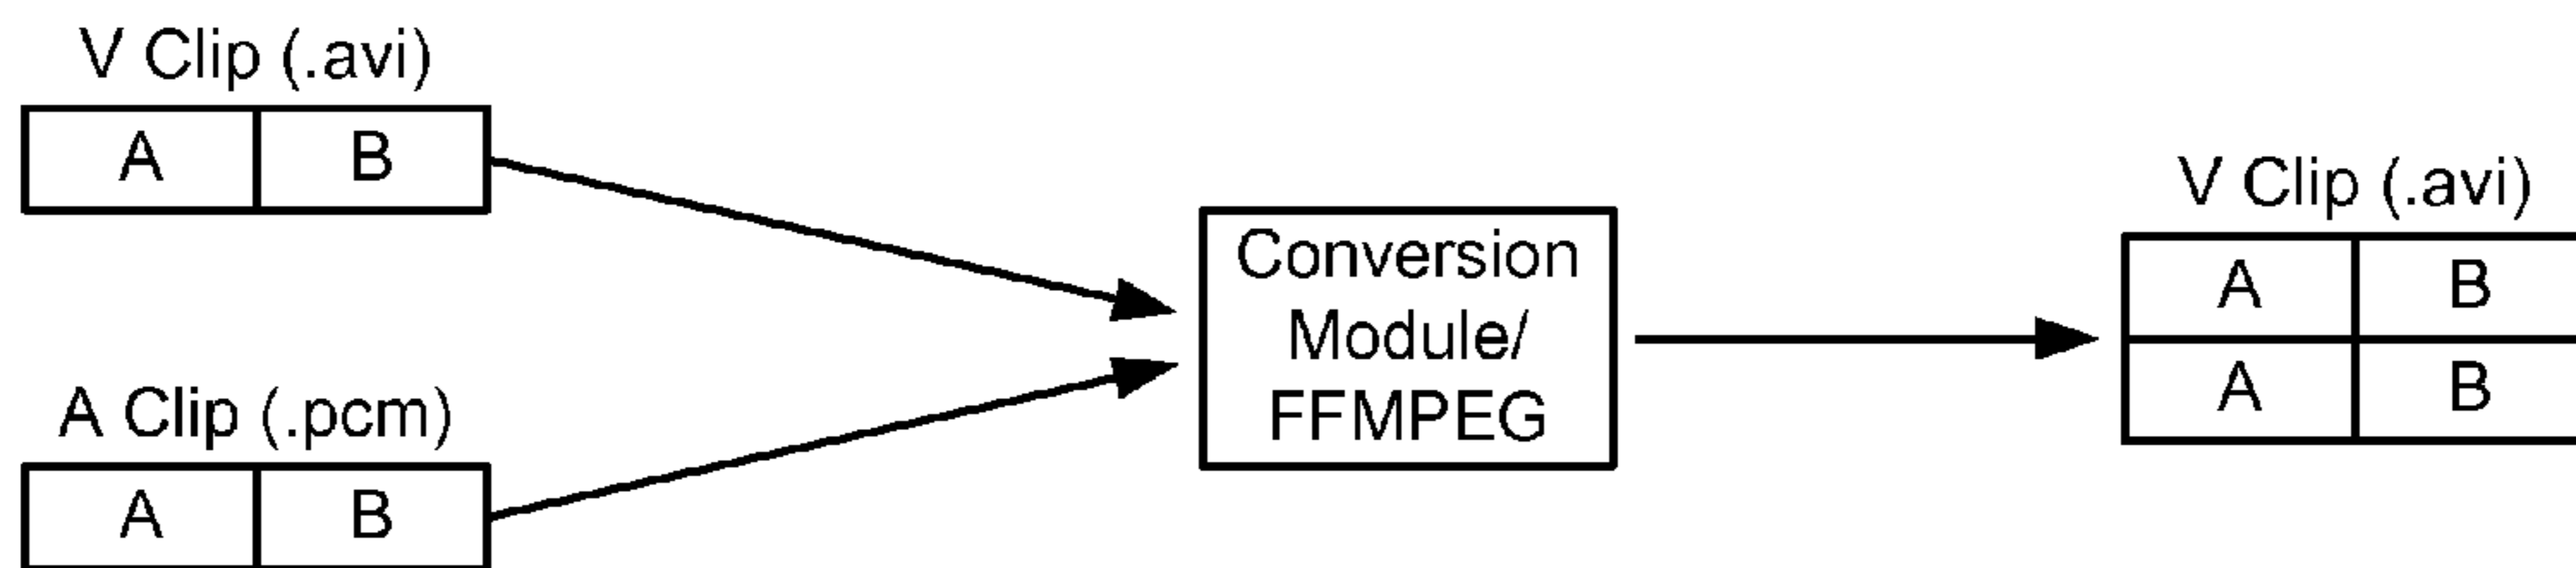 V Clip (.avi)
A B
A Clip (.pcm)
A B
Conversion
Module/
FFMPEG
V Clip (.avi)
A B
A B